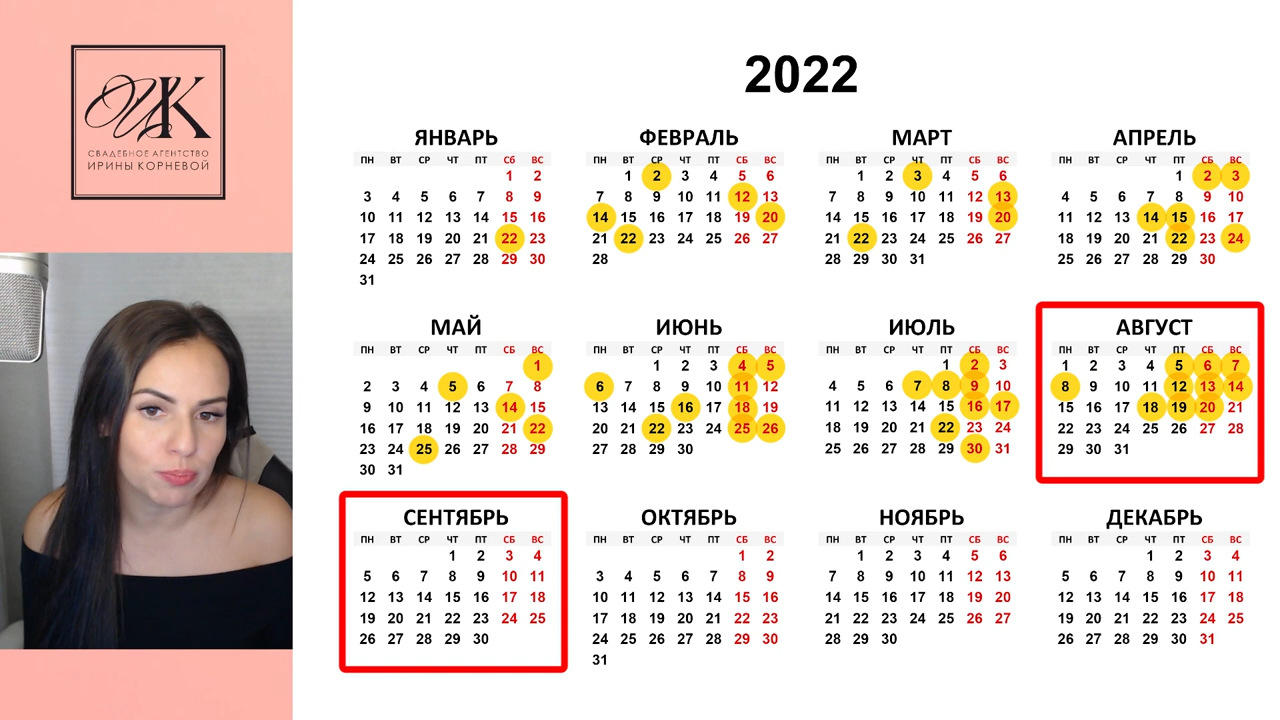 ИК
СВАДЕБНОЕ АГЕНТСТВО
ИРИНЫ КОРНЕВОЙ
2022
ЯНВАРЬ
ПН ВТ СР ЧТ ПТ СБ ВС
1 2
3 4 5 6 7 8 9
10 11 12 13 14 15 16
17 18 19 20 21 22 23
24 25 26 27 28 29 30
31
ФЕВРАЛЬ
ПН ВТ СР ЧТ ПТ СБ ВС
1 2 3 4 5 6
7 8 9 10 11 12 13
14 15 16 17 18 19 20
21 22 23 24 25 26 27
28
МАРТ
ПН ВТ СР ЧТ ПТ СБ ВС
1 2 3 4 5 6
7 8 9 10 11 12 13
14 15 16 17 18 19 20
21 22 23 24 25 26 27
28 29 30 31
АПРЕЛЬ
ПН ВТ СР ЧТ ПТ СБ ВС
1 2 3
4 5 6 7 8 9 10
11 12 13 14 15 16 17
18 19 20 21 22 23 24
25 26 27 28 29 30
МАЙ
ПН ВТ СР ЧТ ПТ СБ ВС
1
2 3 4 5 6 7 8
9 10 11 12 13 14 15
16 17 18 19 20 21 22
23 24 25 26 27 28 29
30 31
ИЮНЬ
ПН ВТ СР ЧТ ПТ СБ ВС
1 2 3 4 5
6 7 8 9 10 11 12
13 14 15 16 17 18 19
20 21 22 23 24 25 26
27 28 29 30
ИЮЛЬ
ПН ВТ СР ЧТ ПТ СБ ВС
1 2 3
4 5 6 7 8 9 10
11 12 13 14 15 16 17
18 19 20 21 22 23 24
25 26 27 28 29 30 31
АВГУСТ
ПН ВТ СР ЧТ ПТ СБ ВС
1 2 3 4 5 6 7
8 9 10 11 12 13 14
15 16 17 18 19 20 21
22 23 24 25 26 27 28
29 30 31
СЕНТЯБРЬ
ПН ВТ СР ЧТ ПТ СБ ВС
1 2 3 4
5 6 7 8 9 10 11
12 13 14 15 16 17 18
19 20 21 22 23 24 25
26 27 28 29 30
ОКТЯБРЬ
ПН ВТ СР ЧТ ПТ СБ ВС
1 2
3 4 5 6 7 8 9
10 11 12 13 14 15 16
17 18 19 20 21 22 23
24 25 26 27 28 29 30
31
НОЯБРЬ
ПН ВТ СР ЧТ ПТ СБ ВС
1 2 3 4 5 6
7 8 9 10 11 12 13
14 15 16 17 18 19 20
21 22 23 24 25 26 27
28 29 30
ДЕКАБРЬ
ПН ВТ СР ЧТ ПТ СБ ВС
1 2 3 4
5 6 7 8 9 10 11
12 13 14 15 16 17 18
19 20 21 22 23 24 25
26 27 28 29 30 31